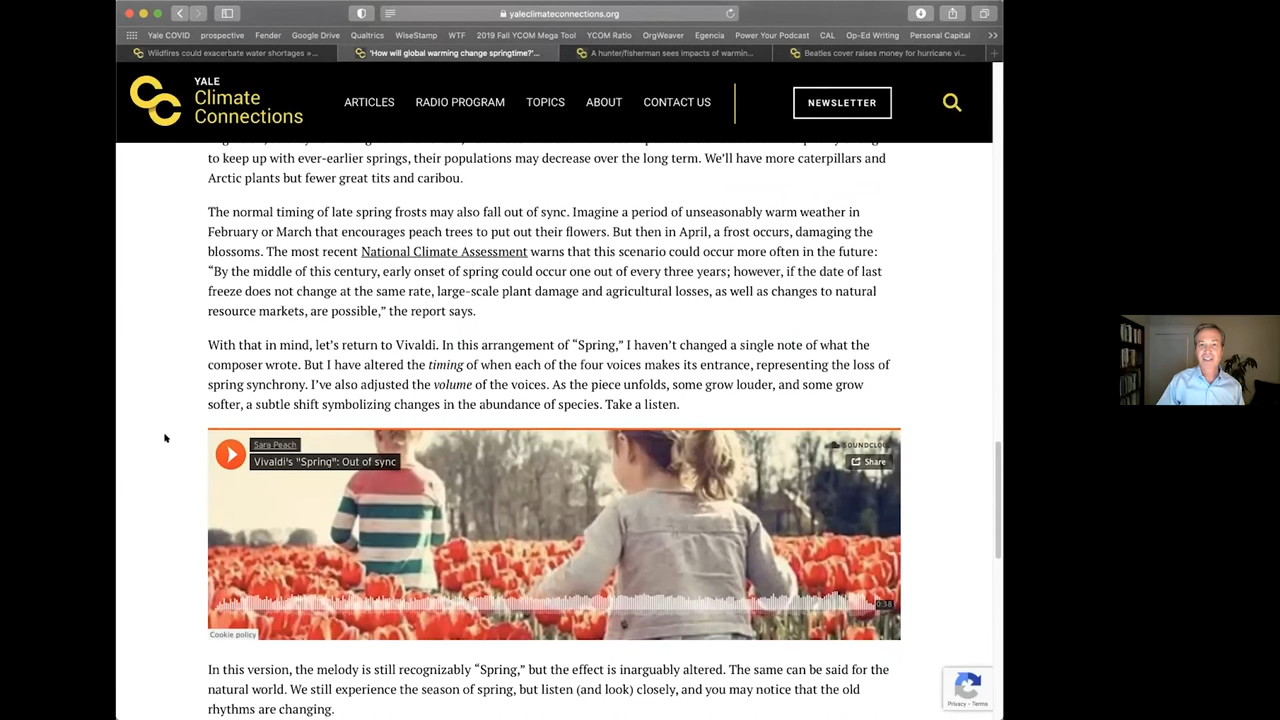 yaleclimateconnections.org
Yale COVID prospective Fender Google Drive Qualtrics WiseStamp WTF 2019 Fall YCOM Mega Tool YCOM Ratio OrgWeaver Egencia Power Your Podcast CAL Op-Ed Writing Personal Capital >>
Wildfires could exacerbate water shortages »... 'How will global warming change springtime?'... A hunter/fisherman sees impacts of warmin... Beatles cover raises money for hurricane vi...
YALE
Climate
Connections
ARTICLES RADIO PROGRAM TOPICS ABOUT CONTACT US NEWSLETTER
to keep up with ever-earlier springs, their populations may decrease over the long term. We’ll have more caterpillars and
Arctic plants but fewer great tits and caribou.
The normal timing of late spring frosts may also fall out of sync. Imagine a period of unseasonably warm weather in
February or March that encourages peach trees to put out their flowers. But then in April, a frost occurs, damaging the
blossoms. The most recent National Climate Assessment warns that this scenario could occur more often in the future:
“By the middle of this century, early onset of spring could occur one out of every three years; however, if the date of last
freeze does not change at the same rate, large-scale plant damage and agricultural losses, as well as changes to natural
resource markets, are possible,” the report says.
With that in mind, let’s return to Vivaldi. In this arrangement of “Spring,” I haven’t changed a single note of what the
composer wrote. But I have altered the timing of when each of the four voices makes its entrance, representing the loss of
spring synchrony. I’ve also adjusted the volume of the voices. As the piece unfolds, some grow louder, and some grow
softer, a subtle shift symbolizing changes in the abundance of species. Take a listen.
Sara Peach
SOUNDCLOUD
Vivaldi's "Spring": Out of sync
Share
0:38
Cookie policy
In this version, the melody is still recognizably “Spring,” but the effect is inarguably altered. The same can be said for the
natural world. We still experience the season of spring, but listen (and look) closely, and you may notice that the old
rhythms are changing.
Privacy - Terms